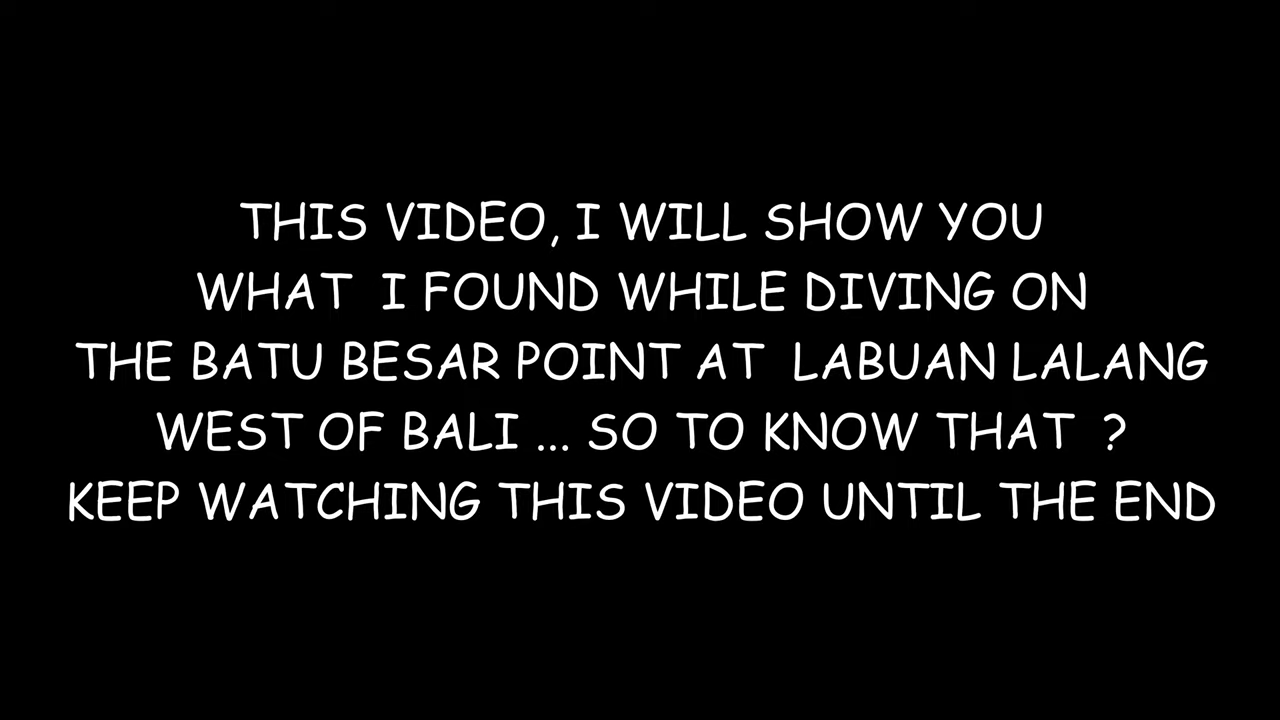 THIS VIDEO, I WILL SHOW YOU
WHAT  I FOUND WHILE DIVING ON
THE BATU BESAR POINT AT  LABUAN LALANG
WEST OF BALI ... SO TO KNOW THAT  ?
KEEP WATCHING THIS VIDEO UNTIL THE END